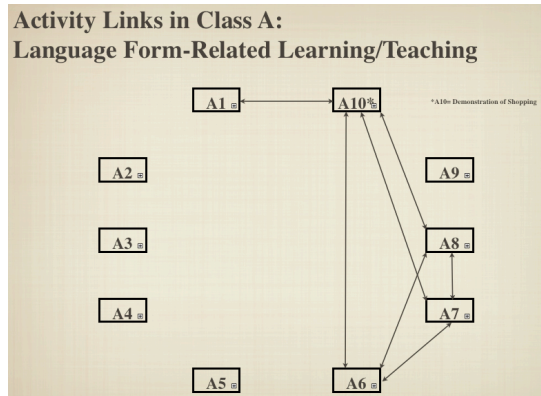 Activity Links in Class A:
Language Form-Related Learning/Teaching
A1 A10*
*A10= Demonstration of Shopping
A2 A9
A3 A8
A4 A7
A5 A6